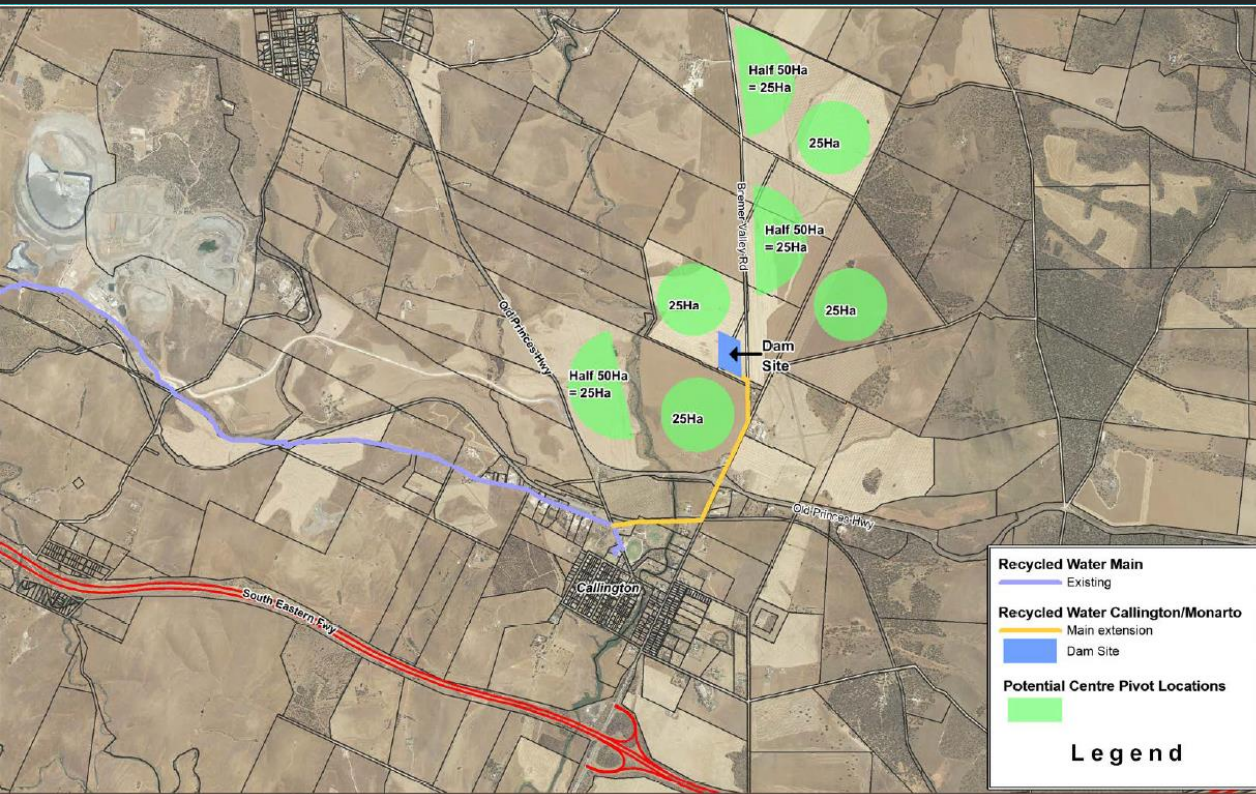 Half 50Ha
= 25Ha
25Ha
Bremer Valley Rd
Half 50Ha
= 25Ha
25Ha
25Ha
Old Princes Hwy
Dam
Site
Half 50Ha
= 25Ha
25Ha
Old Princes Hwy
Callington
South Eastern Fwy
Recycled Water Main
Existing
Recycled Water Callington/Monarto
Main extension
Dam Site
Potential Centre Pivot Locations
Legend